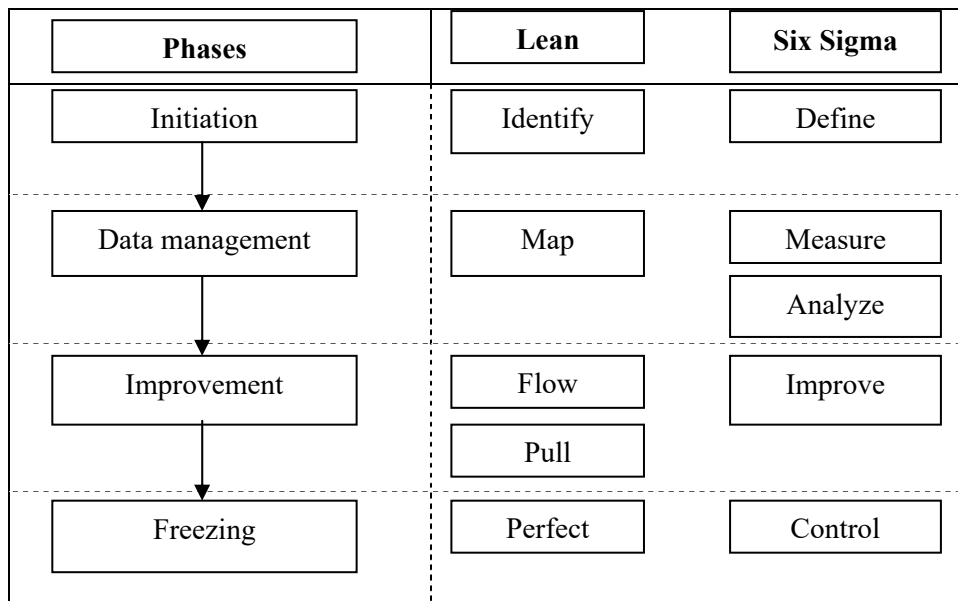 Phases
Lean
Six Sigma
Initiation
Identify
Define
Data management
Map
Measure
Analyze
Improvement
Flow
Improve
Pull
Freezing
Perfect
Control